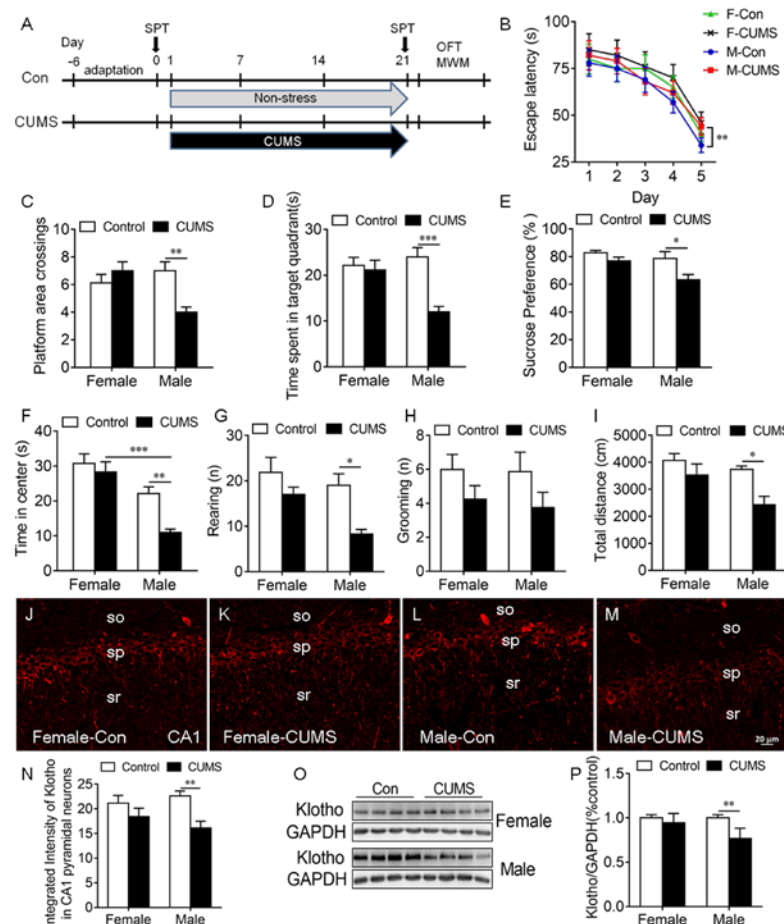 A
SPT
SPT
Day
-6
adaptation
0
1
7
14
21
OFT
MWM
Con
Non-stress
CUMS
CUMS
B
F-Con
F-CUMS
M-Con
M-CUMS
Escape latency (s)
100
75
50
25
**
1 2 3 4 5
Day
C
Control CUMS
Platform area crossings
10
8
6
4
2
0
**
Female Male
D
Control CUMS
Time spent in target quadrant(s)
30
20
10
0
***
Female Male
E
Control CUMS
Sucrose Preference (%)
100
80
60
40
20
0
*
Female Male
F
Control CUMS
Time in center (s)
40
30
20
10
0
***
**
Female Male
G
Control CUMS
Rearing (n)
30
20
10
0
*
Female Male
H
Control CUMS
Grooming (n)
8
6
4
2
0
Female Male
I
Control CUMS
Total distance (cm)
5000
4000
3000
2000
1000
0
*
Female Male
J
so
sp
sr
Female-Con CA1
K
so
sp
sr
Female-CUMS
L
so
sp
sr
Male-Con
M
so
sp
sr
Male-CUMS
20 μm
N
Control CUMS
Integrated Intensity of Klotho
in CA1 pyramidal neurons
25
20
15
10
5
0
**
Female Male
O
Con CUMS
Klotho
GAPDH
Female
Klotho
GAPDH
Male
P
Control CUMS
Klotho/GAPDH(%control)
1.5
1.0
0.5
0.0
**
Female Male